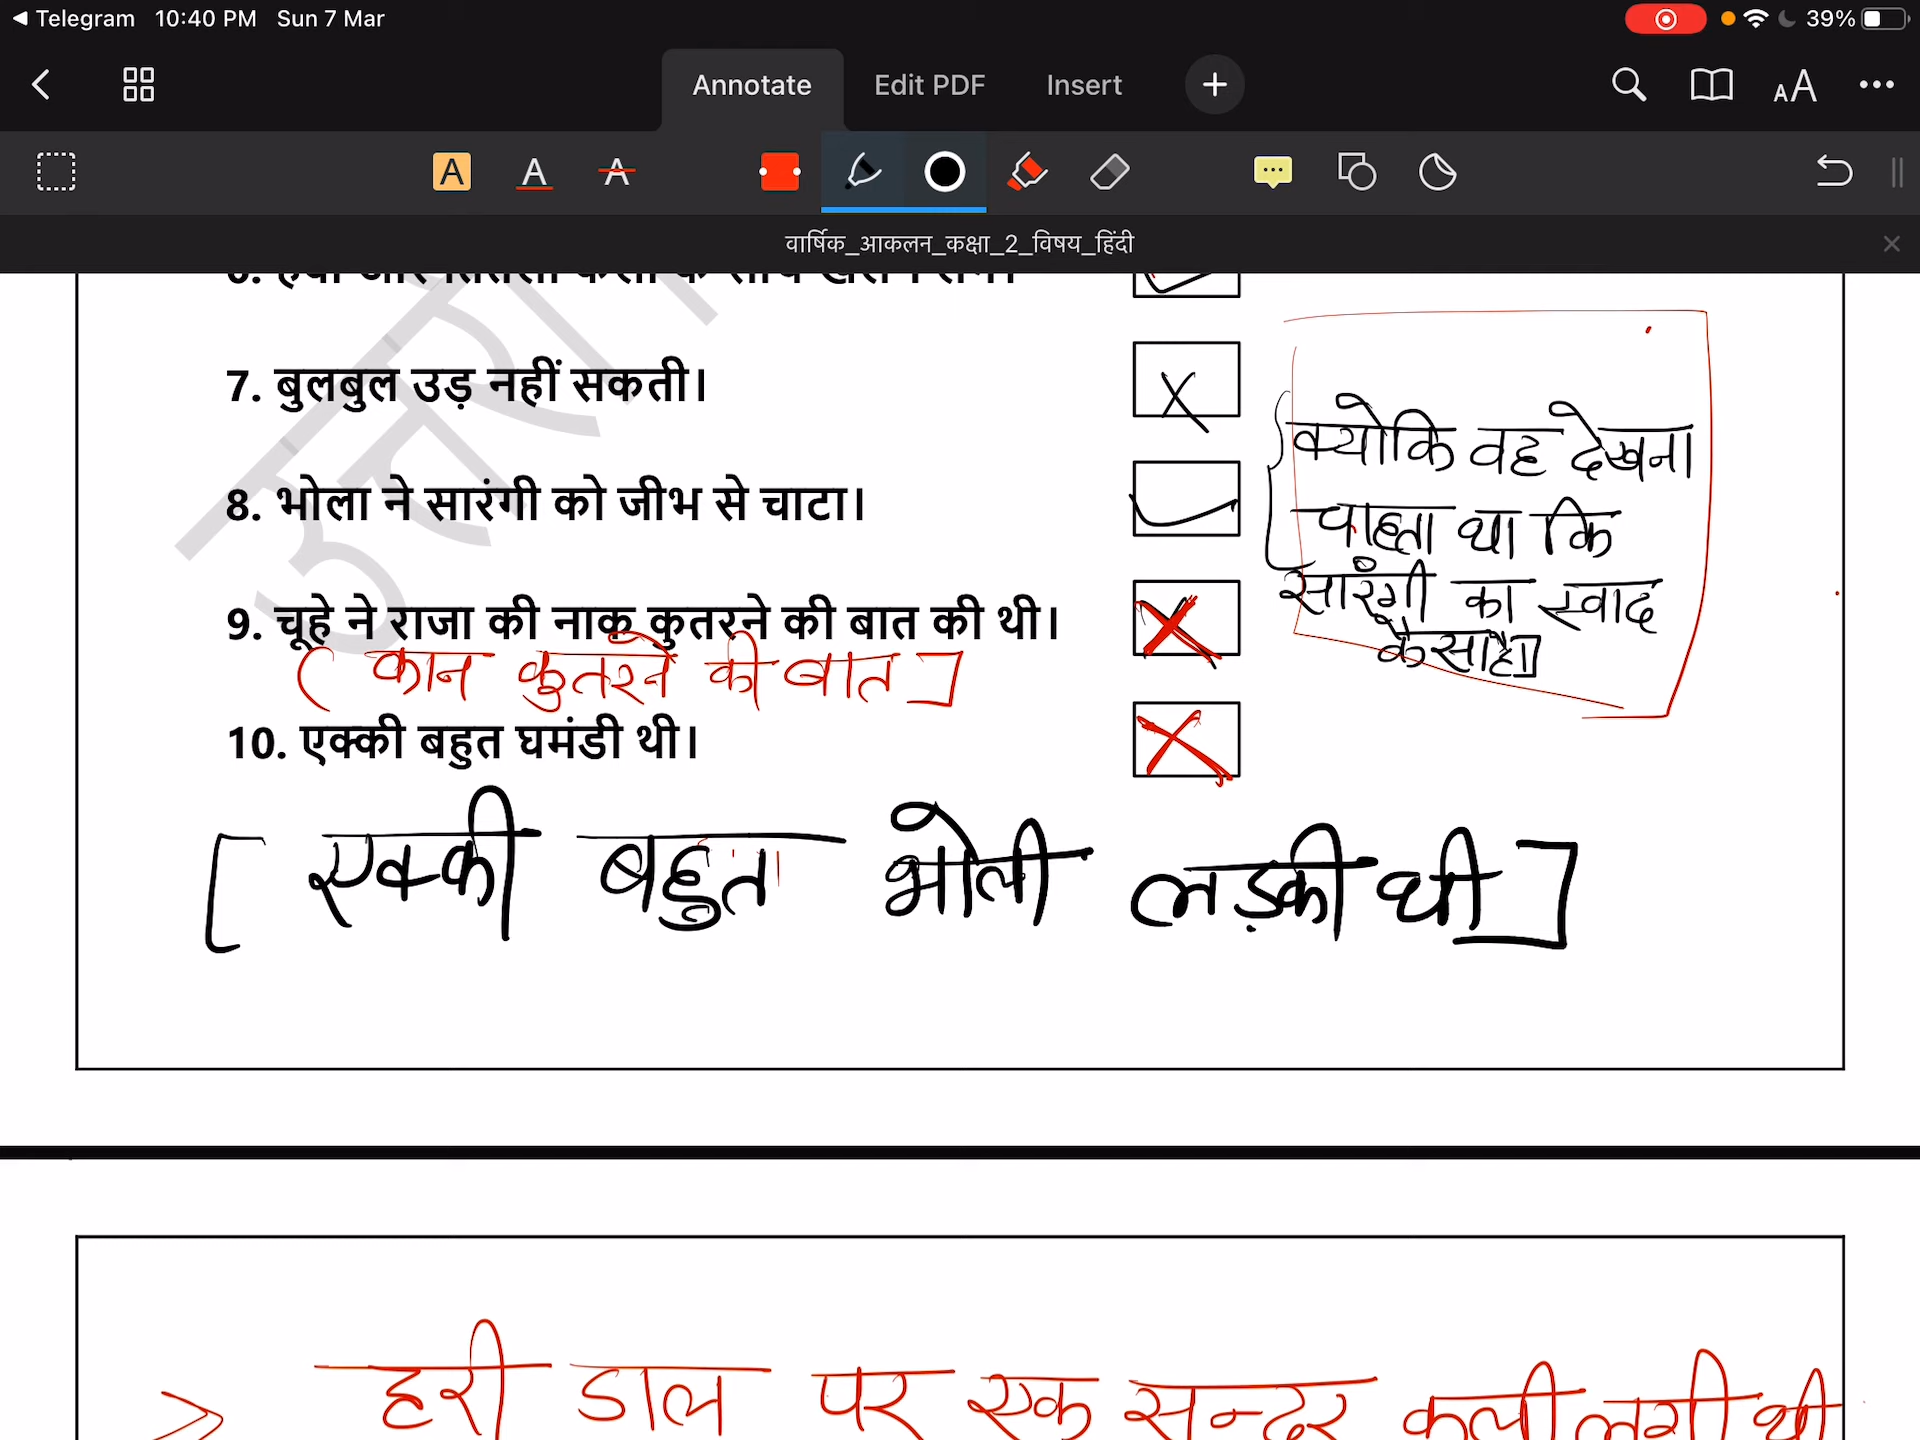 Telegram 10:40 PM Sun 7 Mar 39%
Annotate Edit PDF Insert
A A A
वार्षिक_आकलन_कक्षा_2_विषय_हिंदी
7. बुलबुल उड़ नहीं सकती।
क्योकि वह देखना
8. भोला ने सारंगी को जीभ से चाटा।
चाहता था कि
सारंगी का स्वाद
9. चूहे ने राजा की नाक कुतरने की बात की थी।
कैसा है]
( कान कुतरने की बात ]
10. एक्की बहुत घमंडी थी।
[ एक्की बहुत भोली लड़की थी ]
हरी डाल पर एक सुन्दर कली लगी थी